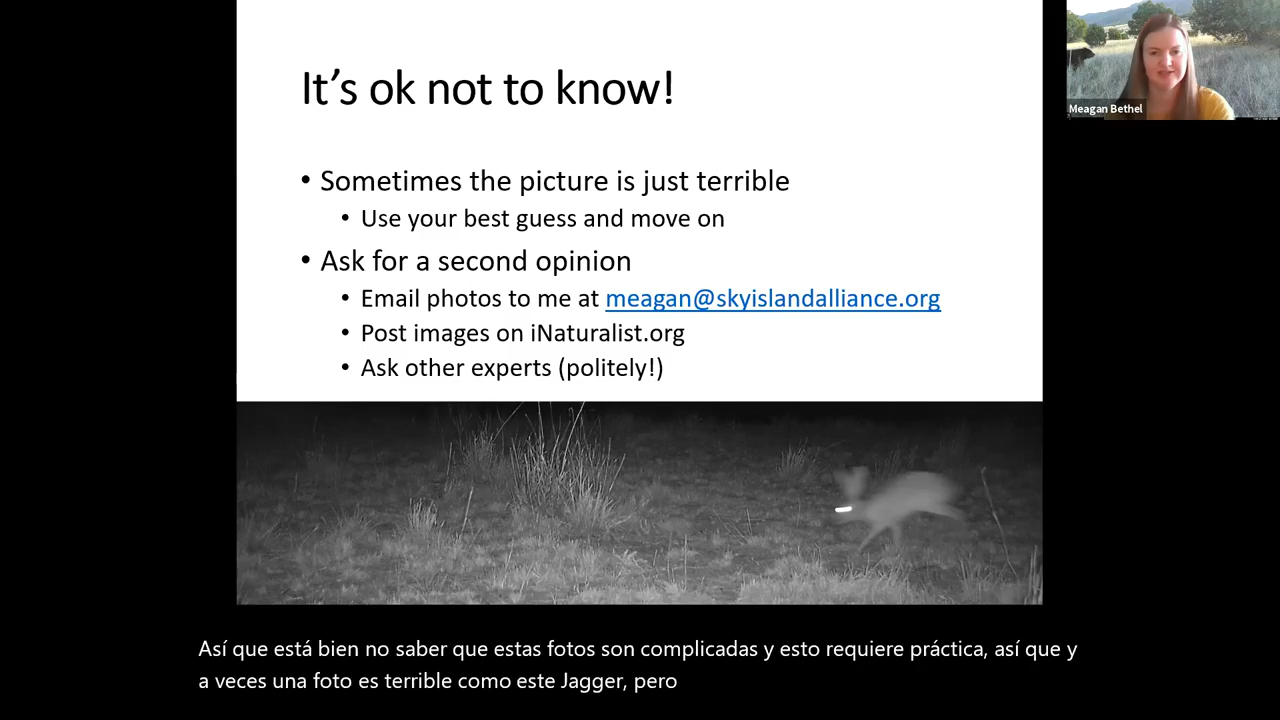 It's ok not to know!
• Sometimes the picture is just terrible
• Use your best guess and move on
• Ask for a second opinion
• Email photos to me at meagan@skyislandalliance.org
• Post images on iNaturalist.org
• Ask other experts (politely!)
Meagan Bethel
Así que está bien no saber que estas fotos son complicadas y esto requiere práctica, así que y
a veces una foto es terrible como este Jagger, pero